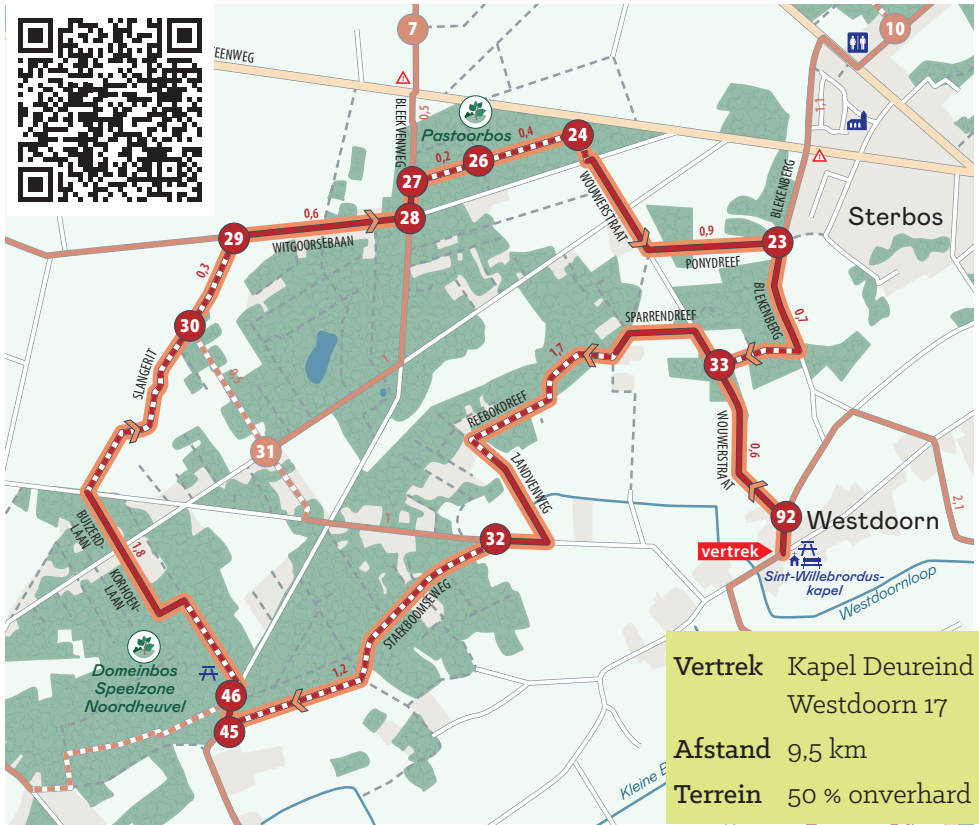 7
10
EENWEG
BLEEKVENWEG
0,5
1,1
Pastoorbos
0,4
24
0,2
26
27
28
0,6
WITGOORSEBAAN
29
0,3
30
SLANGERIT
0,5
31
1
WOUWERSTRAAT
0,9
PONYDREEF
BLEKENBERG
23
Sterbos
BLEKENBERG
0,7
SPARRENDREEF
33
1,7
REEBOKDREEF
ZANDVENWEG
WOUWERSTRAAT
0,6
2,1
92
Westdoorn
vertrek
Sint-Willebrordus-
kapel
Westdoornloop
1
32
STAEKBOOMSEWEG
1,2
BUIZERD-
LAAN
1,8
KORHOEN-
LAAN
Domeinbos
Speelzone
Noordheuvel
46
45
Kleine
Vertrek Kapel Deureind
Westdoorn 17
Afstand 9,5 km
Terrein 50 % onverhard